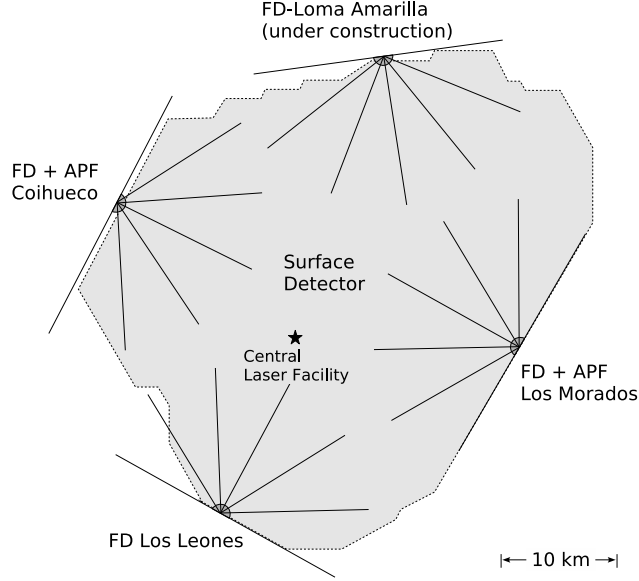 FD-Loma Amarilla
(under construction)
FD + APF
Coihueco
Surface
Detector
Central
Laser Facility
FD + APF
Los Morados
FD Los Leones
10 km